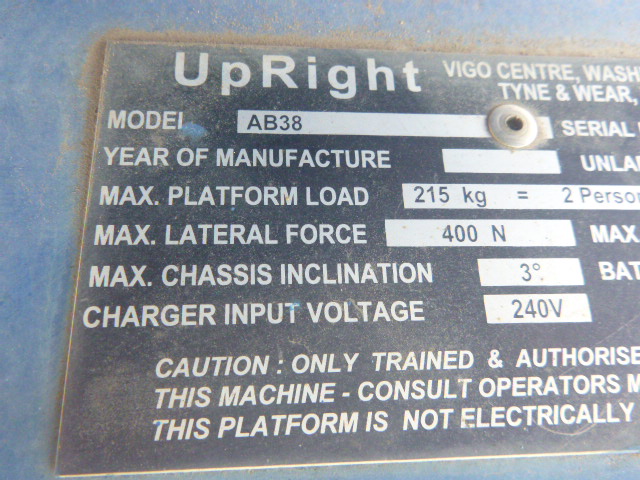 UpRight VIGO CENTRE, WASH
TYNE & WEAR,
MODEL AB38 SERIAL
YEAR OF MANUFACTURE UNLA
MAX. PLATFORM LOAD 215 kg = 2 Person
MAX. LATERAL FORCE 400 N MAX.
MAX. CHASSIS INCLINATION 3° BAT
CHARGER INPUT VOLTAGE 240V
CAUTION : ONLY TRAINED & AUTHORISE
THIS MACHINE - CONSULT OPERATORS M
THIS PLATFORM IS NOT ELECTRICALLY